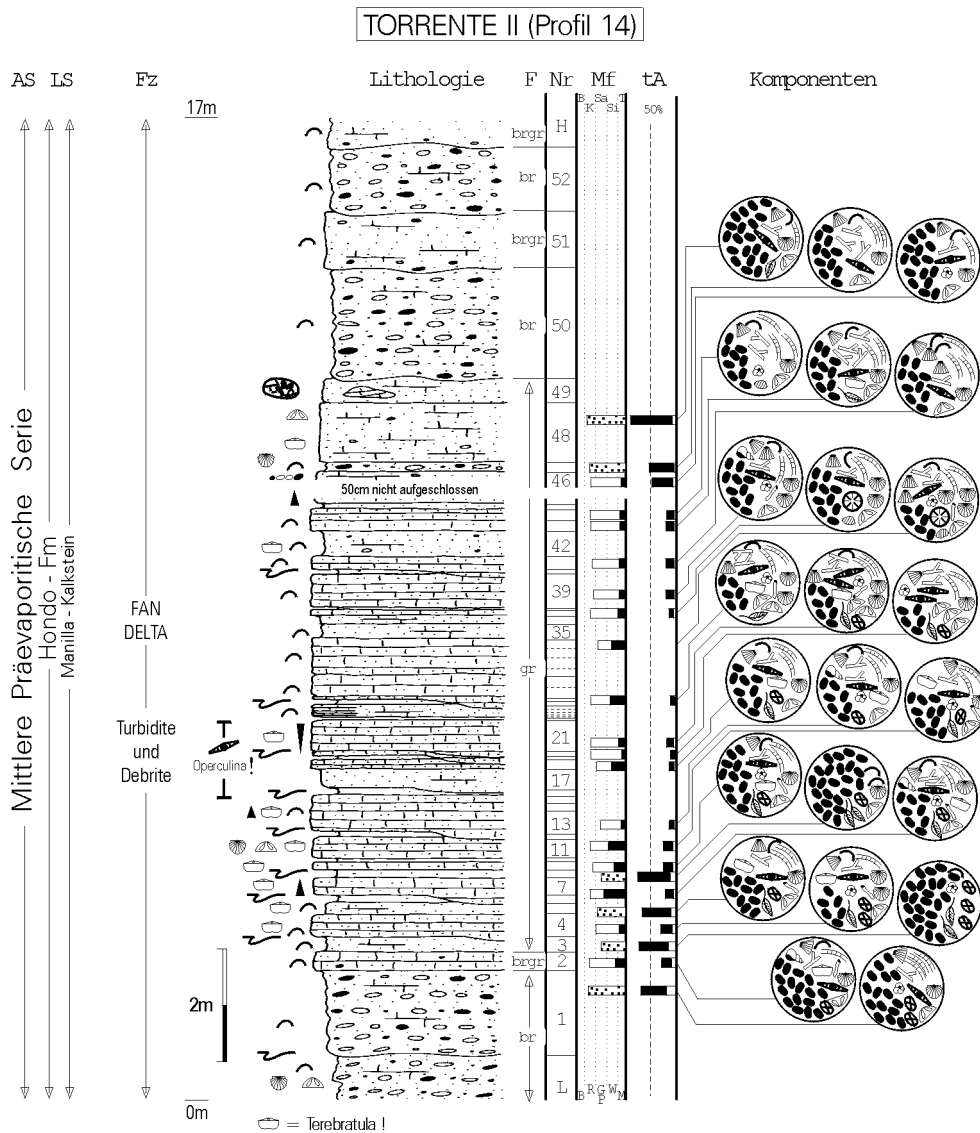 TORRENTE II (Profil 14)
AS LS Fz Lithologie F Nr Mf tA Komponenten
17m
B Sa T
K Si
50%
brgr H
br 52
brgr 51
br 50
49
48
46
50cm nicht aufgeschlossen
42
39
35
gr
21
17
13
11
7
4
3
brgr 2
br 1
L
Mittlere Präevaporitische Serie
Hondo - Fm
Manilla - Kalkstein
FAN
DELTA
Turbidite
und
Debrite
Operculina !
2m
0m
B R G W M
P
= Terebratula !